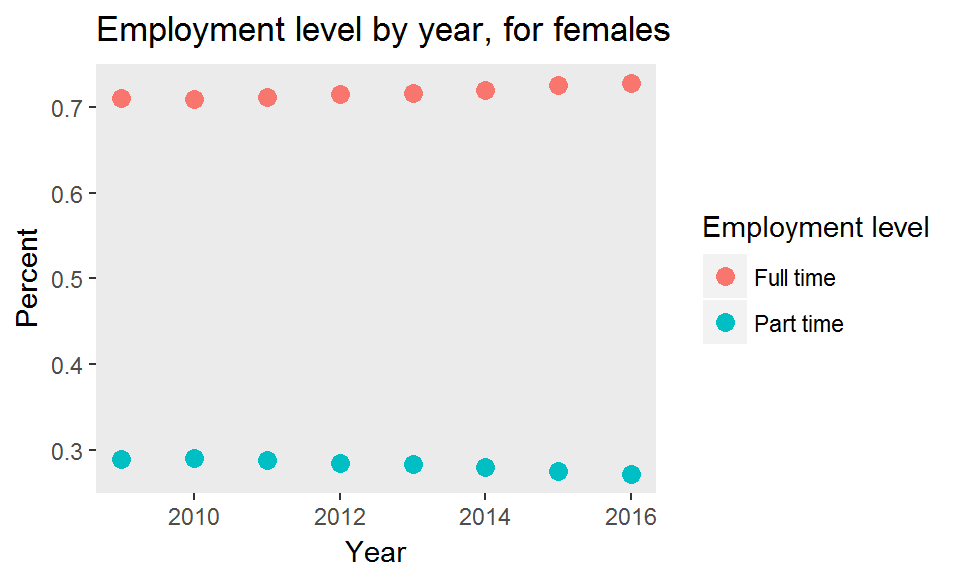 Employment level by year, for females
Percent
0.7
0.6
0.5
0.4
0.3
2010 2012 2014 2016
Year
Employment level
Full time
Part time